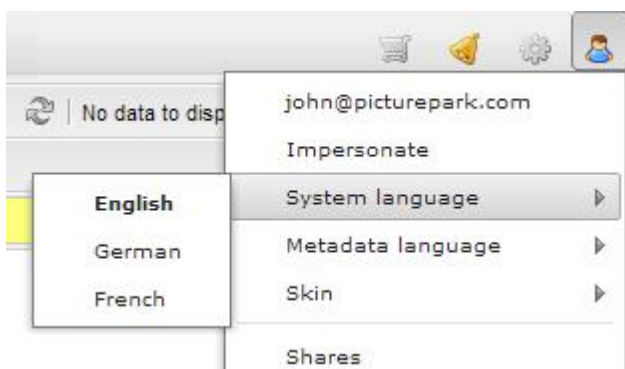 No data to disp
john@picturepark.com
Impersonate
System language
Metadata language
Skin
Shares
English
German
French